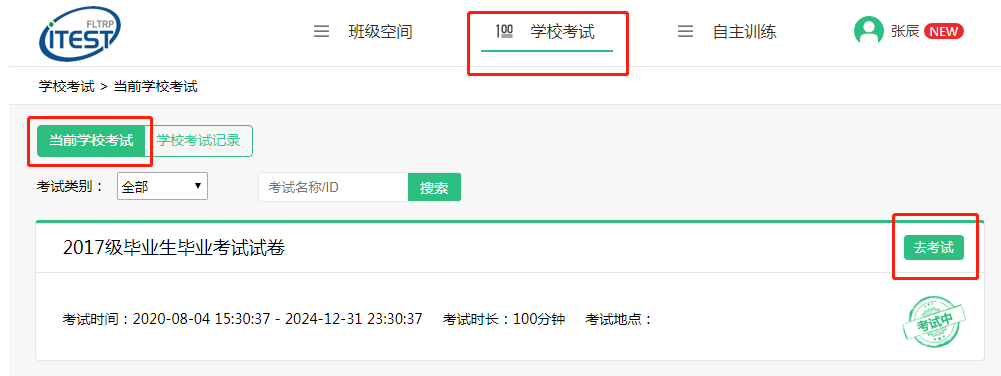 FLTRP
iTEST
班级空间
100 学校考试
自主训练
张辰 NEW
学校考试 > 当前学校考试
当前学校考试 学校考试记录
考试类别： 全部 ▼ 考试名称/ID 搜索
2017级毕业生毕业考试试卷 去考试
考试时间：2020-08-04 15:30:37 - 2024-12-31 23:30:37 考试时长：100分钟 考试地点：
考试中